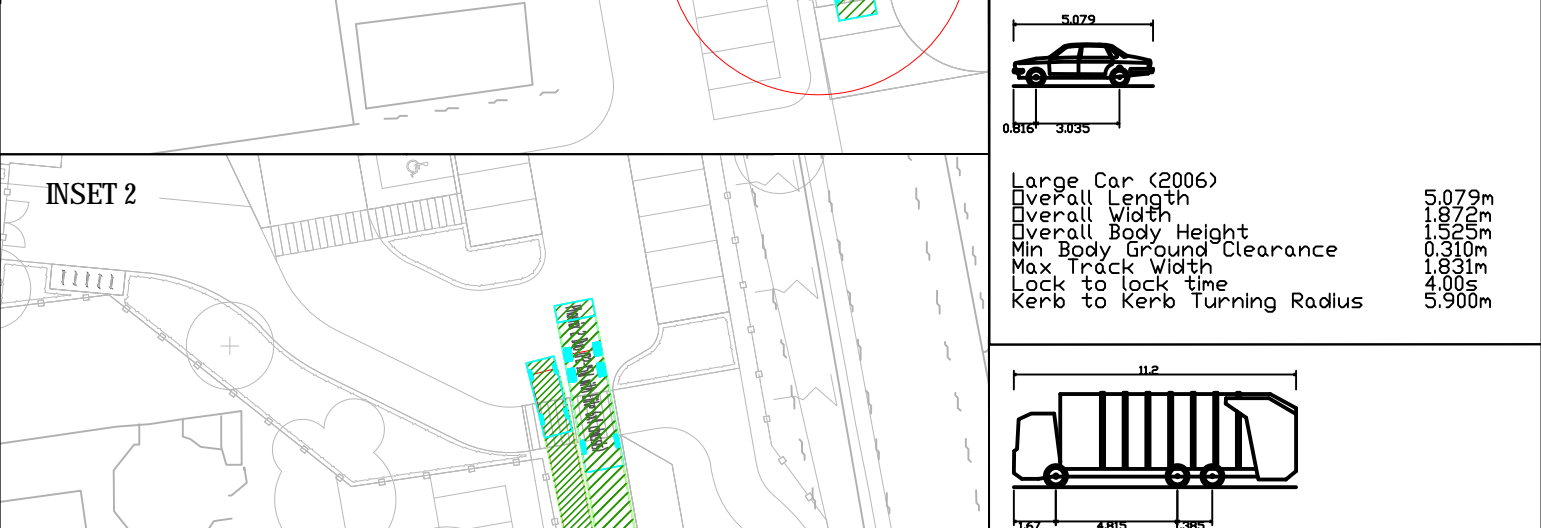 5.079
0.816 3.035
INSET 2
Large Car (2006)
Overall Length 5.079m
Overall Width 1.872m
Overall Body Height 1.525m
Min Body Ground Clearance 0.310m
Max Track Width 1.831m
Lock to lock time 4.00s
Kerb to Kerb Turning Radius 5.900m
11.2
1.67 4.815 1.385